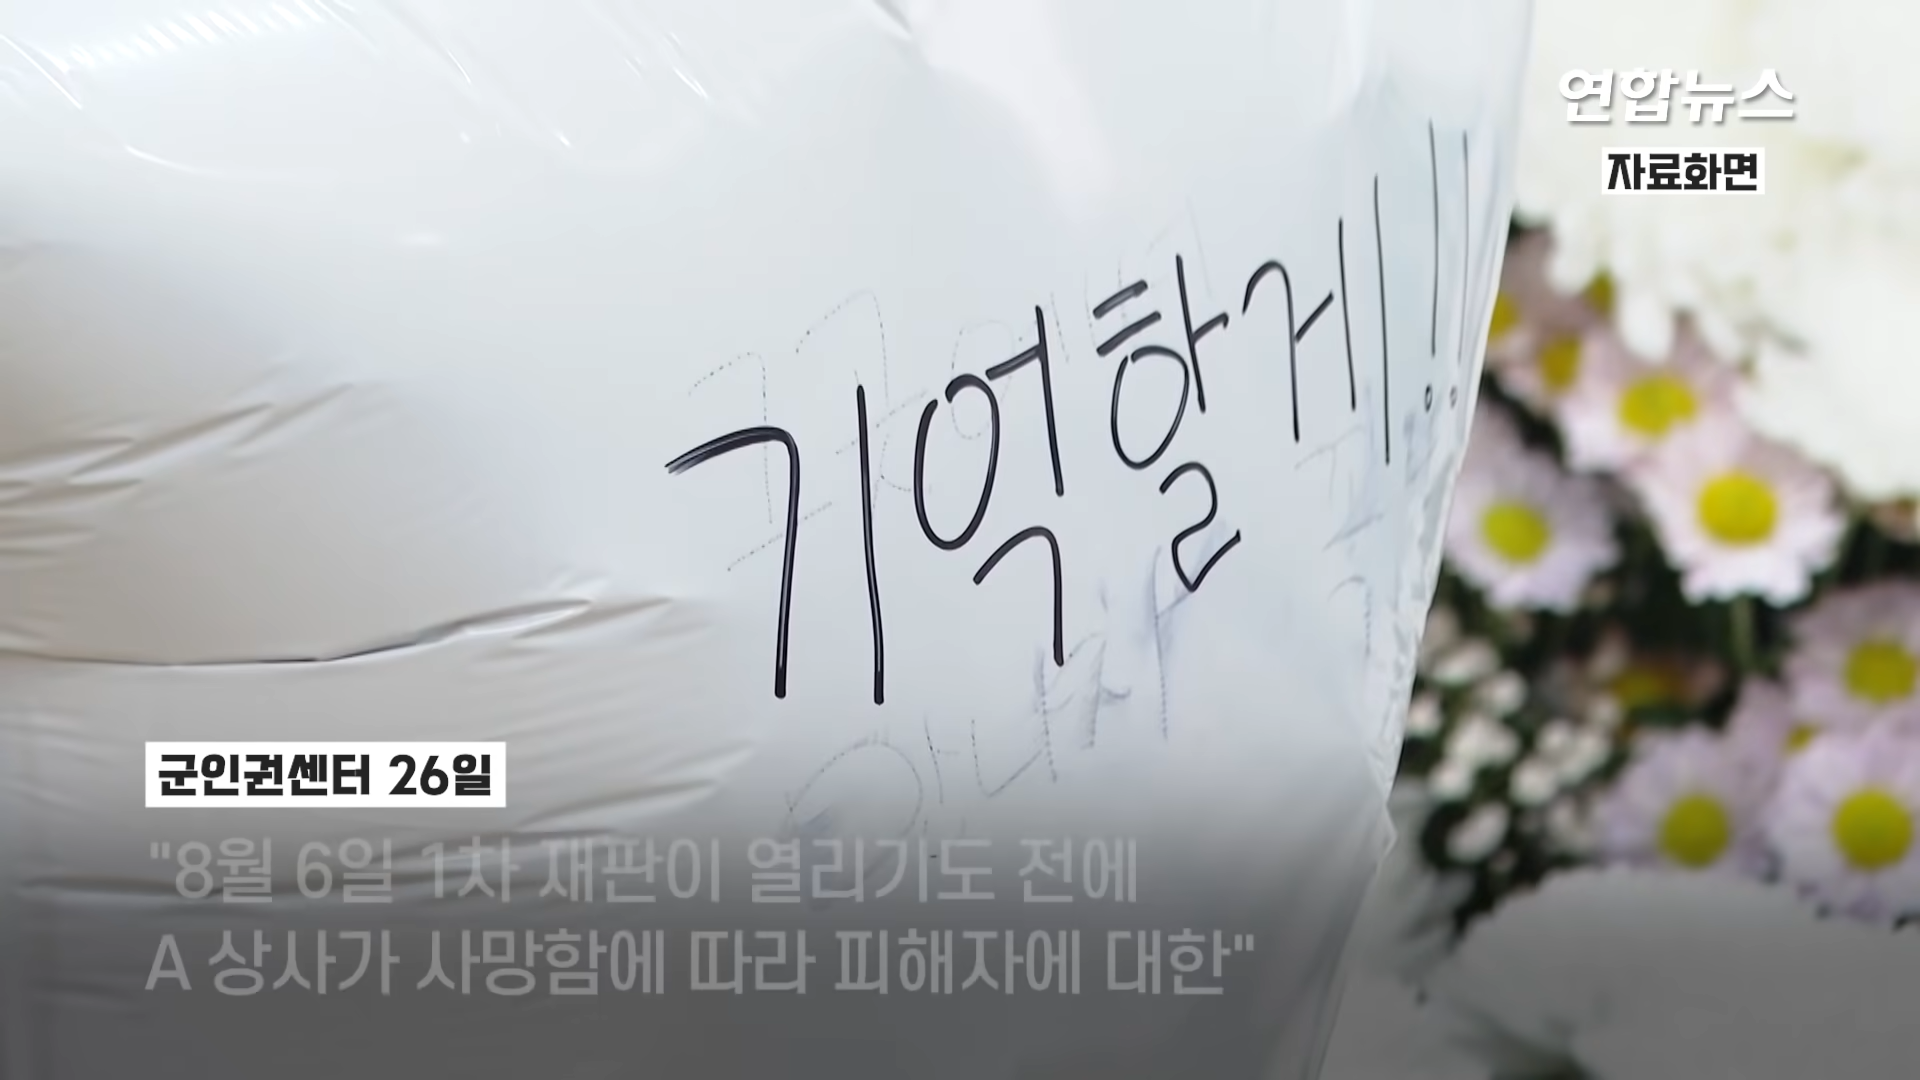 연합뉴스
자료화면
기억할게!!
군인권센터 26일
"8월 6일 1차 재판이 열리기도 전에
A 상사가 사망함에 따라 피해자에 대한"